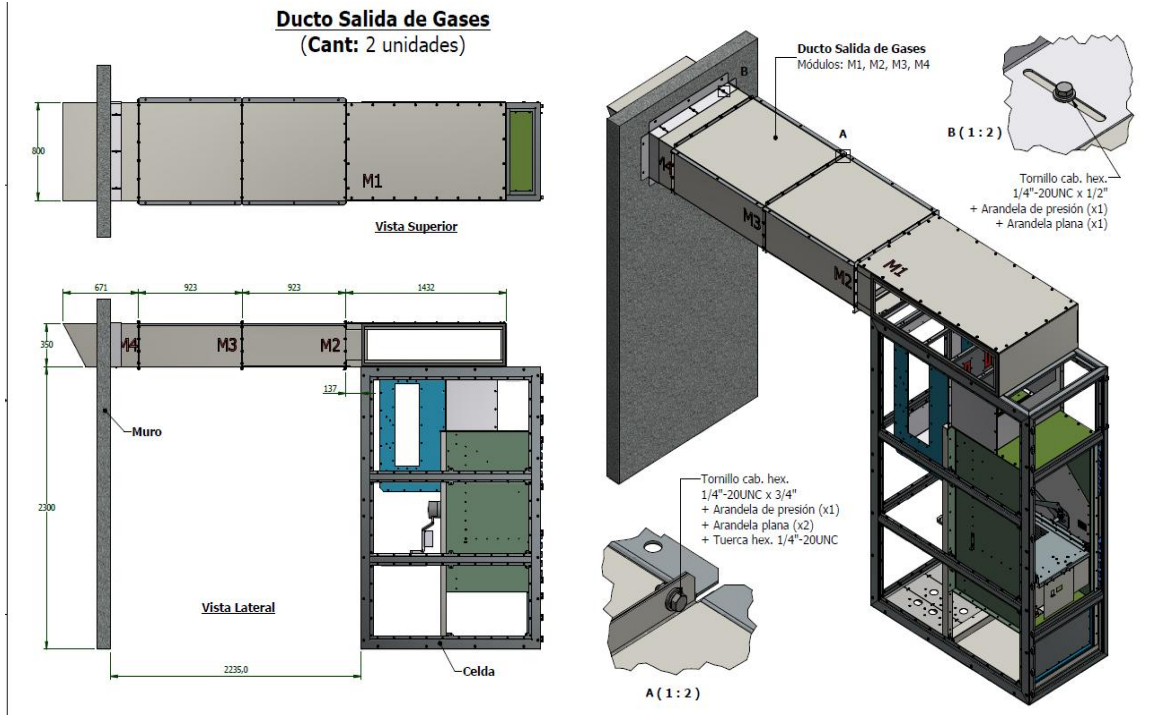 Ducto Salida de Gases
(Cant: 2 unidades)
800
M1
Vista Superior
671
923
923
1432
350
M4
M3
M2
137
Muro
2300
Vista Lateral
2235,0
Celda
Ducto Salida de Gases
Módulos: M1, M2, M3, M4
B
A
M4
M3
M2
M1
B ( 1 : 2 )
Tornillo cab. hex.
1/4"-20UNC x 1/2"
+ Arandela de presión (x1)
+ Arandela plana (x1)
Tornillo cab. hex.
1/4"-20UNC x 3/4"
+ Arandela de presión (x1)
+ Arandela plana (x2)
+ Tuerca hex. 1/4"-20UNC
A ( 1 : 2 )